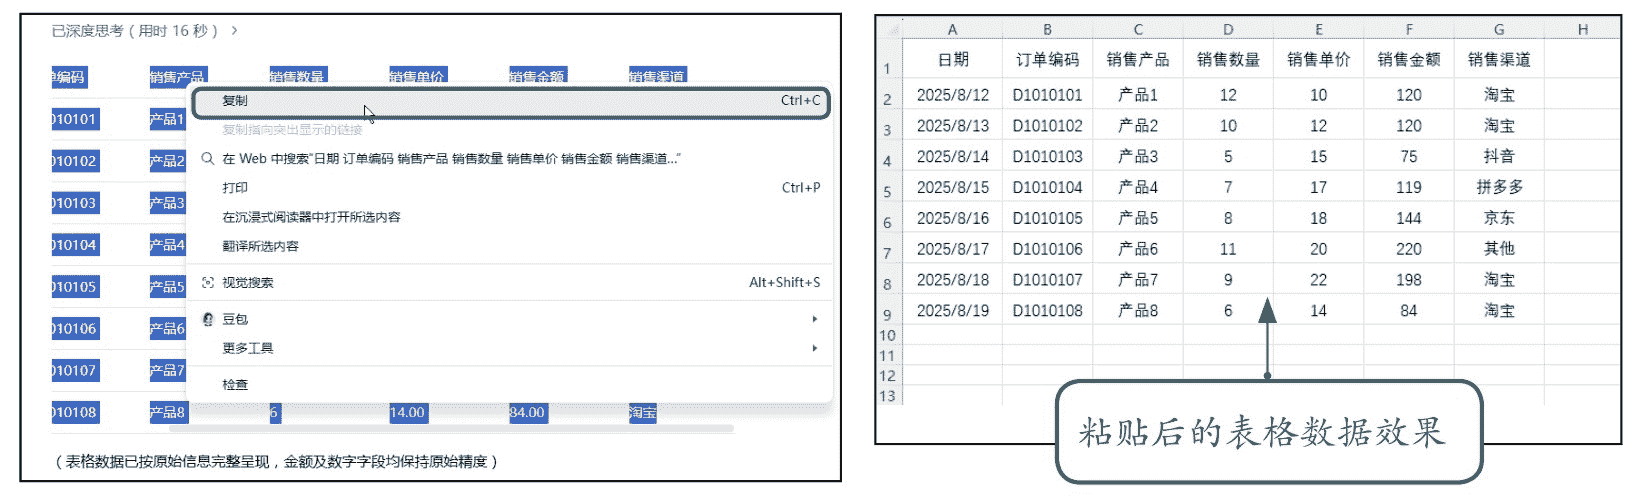 已深度思考（用时 16 秒） >
单编码 销售产品 销售数量 销售单价 销售金额 销售渠道
010101 产品1
010102 产品2
010103 产品3
010104 产品4
010105 产品5
010106 产品6
010107 产品7
010108 产品8 6 14.00 84.00 淘宝
复制 Ctrl+C
复制指向突出显示的链接
在 Web 中搜索“日期 订单编码 销售产品 销售数量 销售单价 销售金额 销售渠道...”
打印 Ctrl+P
在沉浸式阅读器中打开所选内容
翻译所选内容
视觉搜索 Alt+Shift+S
豆包
更多工具
检查
（表格数据已按原始信息完整呈现，金额及数字字段均保持原始精度）
A B C D E F G H
1 日期 订单编码 销售产品 销售数量 销售单价 销售金额 销售渠道
2 2025/8/12 D1010101 产品1 12 10 120 淘宝
3 2025/8/13 D1010102 产品2 10 12 120 淘宝
4 2025/8/14 D1010103 产品3 5 15 75 抖音
5 2025/8/15 D1010104 产品4 7 17 119 拼多多
6 2025/8/16 D1010105 产品5 8 18 144 京东
7 2025/8/17 D1010106 产品6 11 20 220 其他
8 2025/8/18 D1010107 产品7 9 22 198 淘宝
9 2025/8/19 D1010108 产品8 6 14 84 淘宝
10
11
12
13
粘贴后的表格数据效果